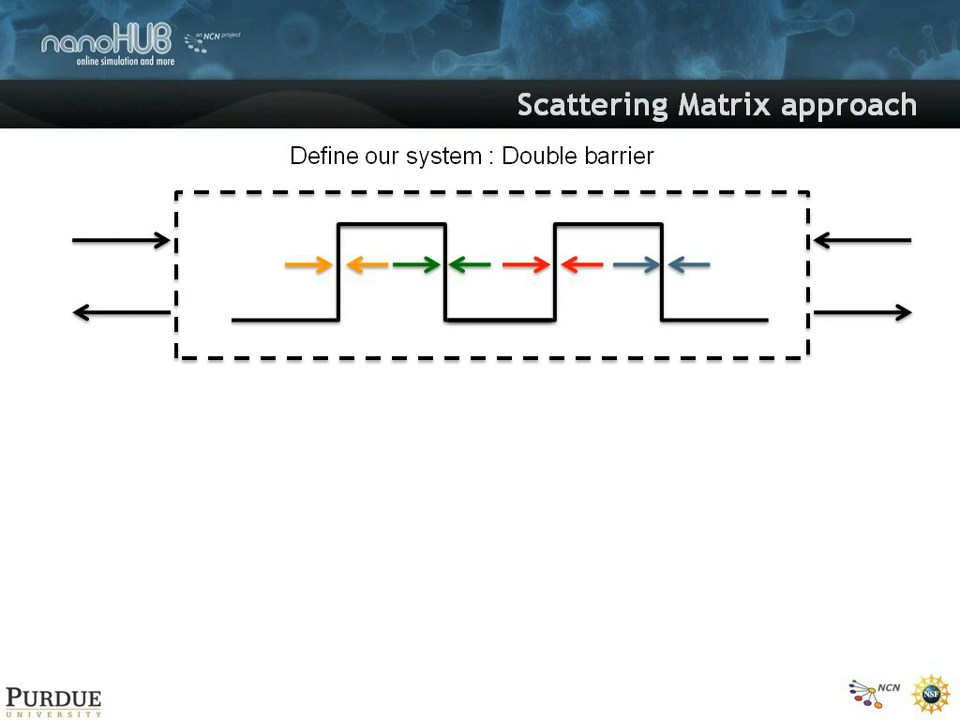 nanoHUB
an NCN project
online simulation and more
Scattering Matrix approach
Define our system : Double barrier
PURDUE
UNIVERSITY
NCN
NSF